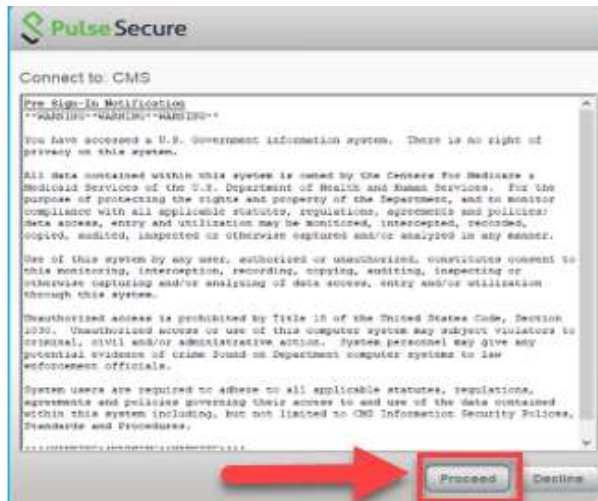 Pulse Secure
Connect to: CMS
Pre Sign-In Notification
**WARNING**WARNING**WARNING**
You have accessed a U.S. Government information system. There is no right of
privacy on this system.
All data contained within this system is owned by the Centers For Medicare &
Medicaid Services of the U.S. Department of Health and Human Services. For the
purpose of protecting the rights and property of the Department, and to monitor
compliance with all applicable statutes, regulations, agreements and policies;
data access, entry and utilization may be monitored, intercepted, recorded,
copied, audited, inspected or otherwise captured and/or analyzed in any manner.
Use of this system by any user, authorized or unauthorized, constitutes consent to
this monitoring, interception, recording, copying, auditing, inspecting or
otherwise capturing and/or analyzing of data access, entry and/or utilization
through this system.
Unauthorized access is prohibited by Title 18 of the United States Code, Section
1030. Unauthorized access or use of this computer system may subject violators to
criminal, civil and/or administrative action. System personnel may give any
potential evidence of crime found on Department computer systems to law
enforcement officials.
System users are required to adhere to all applicable statutes, regulations,
agreements and policies governing their access to and use of the data contained
within this system including, but not limited to CMS Information Security Polices,
Standards and Procedures.
Proceed
Decline